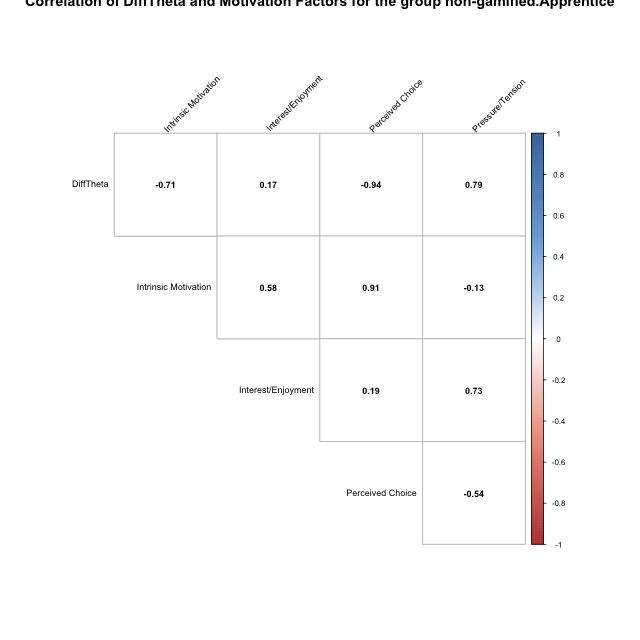 Correlation of DiffTheta and Motivation Factors for the group non-gamified.Apprentice
Intrinsic Motivation
Interest/Enjoyment
Perceived Choice
Pressure/Tension
DiffTheta -0.71 0.17 -0.94 0.79
Intrinsic Motivation 0.58 0.91 -0.13
Interest/Enjoyment 0.19 0.73
Perceived Choice -0.54
1
0.8
0.6
0.4
0.2
0
-0.2
-0.4
-0.6
-0.8
-1